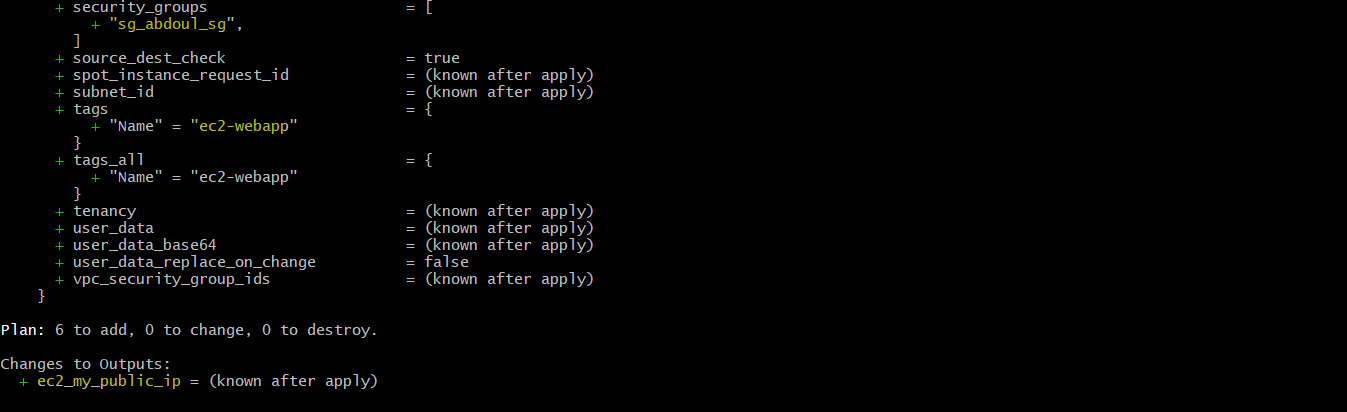 + security_groups = [
+ "sg_abdoul_sg",
]
+ source_dest_check = true
+ spot_instance_request_id = (known after apply)
+ subnet_id = (known after apply)
+ tags = {
+ "Name" = "ec2-webapp"
}
+ tags_all = {
+ "Name" = "ec2-webapp"
}
+ tenancy = (known after apply)
+ user_data = (known after apply)
+ user_data_base64 = (known after apply)
+ user_data_replace_on_change = false
+ vpc_security_group_ids = (known after apply)
}
Plan: 6 to add, 0 to change, 0 to destroy.
Changes to Outputs:
+ ec2_my_public_ip = (known after apply)